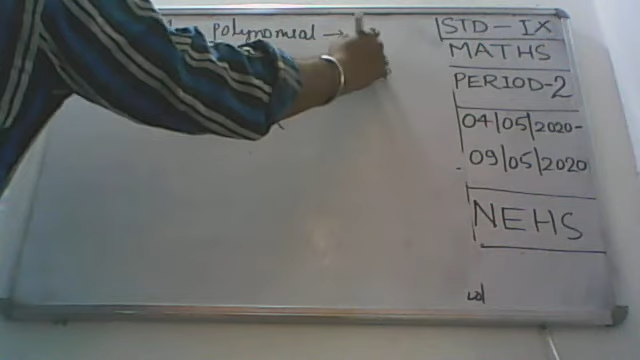 polynomial →
STD - IX
MATHS
PERIOD-2
04/05/2020-
09/05/2020
NEHS